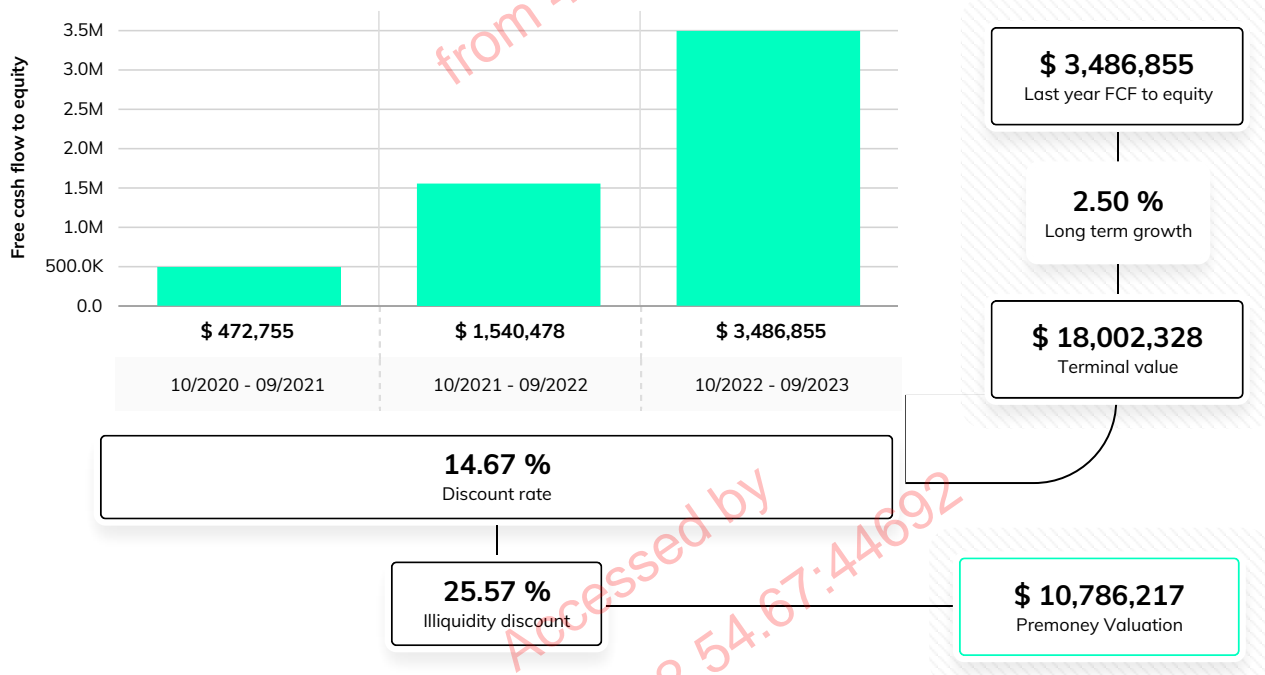 Free cash flow to equity
3.5M
3.0M
2.5M
2.0M
1.5M
1.0M
500.0K
0.0
$ 472,755
$ 1,540,478
$ 3,486,855
10/2020 - 09/2021
10/2021 - 09/2022
10/2022 - 09/2023
$ 3,486,855
Last year FCF to equity
2.50 %
Long term growth
$ 18,002,328
Terminal value
14.67 %
Discount rate
25.57 %
Illiquidity discount
$ 10,786,217
Premoney Valuation
from
Accessed by
54.67:44692